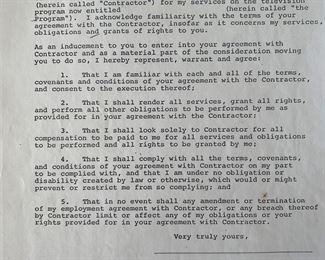 (herein called "Contractor") for my services on the television
program now entitled (herein called "the
Program"). I acknowledge familiarity with the terms of your
agreement with Contractor, insofar as it concerns my services,
obligations and grants of rights to you.
As an inducement to you to enter into your agreement with
Contractor and as a material part of the consideration moving
you to do so, I hereby represent, warrant and agree:
1. That I am familiar with each and all of the terms,
covenants and conditions of your agreement with Contractor,
and consent to the execution thereof;
2. That I shall render all services, grant all rights,
and perform all other obligations to be performed by me as
provided for in your agreement with Contractor;
3. That I shall look solely to Contractor for all
compensation to be paid to me for all services and obligations
to be performed and all rights to be granted by me;
4. That I shall comply with all the terms, covenants,
and conditions of your agreement with Contractor on my part
to be complied with, and that I am under no obligation or
disability created by law or otherwise, which would or might
prevent or restrict me from so complying; and
5. That in no event shall any amendment or termination
of my employment agreement with Contractor, or any breach thereof
by Contractor limit or affect any of my obligations or your
rights provided for in your agreement with Contractor.
Very truly yours,